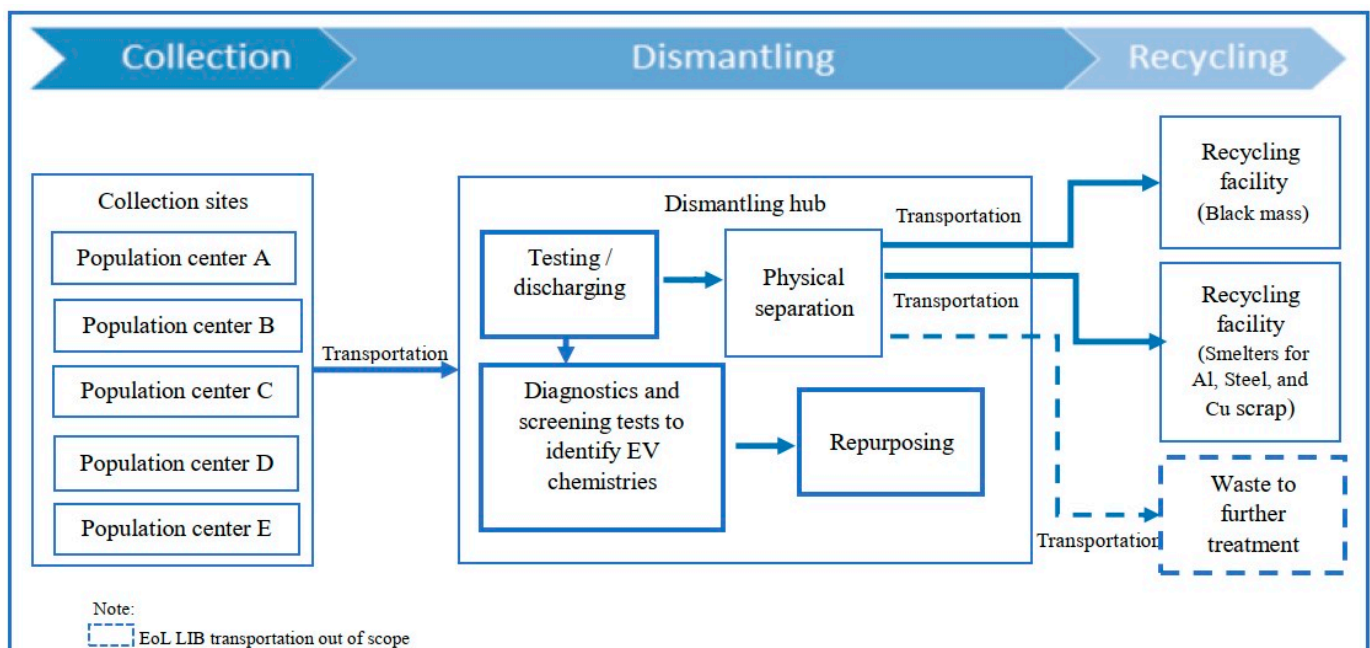 Collection
Dismantling
Recycling
Collection sites
Population center A
Population center B
Population center C
Population center D
Population center E
Transportation
Dismantling hub
Testing /
discharging
Physical
separation
Diagnostics and
screening tests to
identify EV
chemistries
Repurposing
Transportation
Transportation
Transportation
Recycling
facility
(Black mass)
Recycling
facility
(Smelters for
Al, Steel, and
Cu scrap)
Waste to
further
treatment
Note:
EoL LIB transportation out of scope